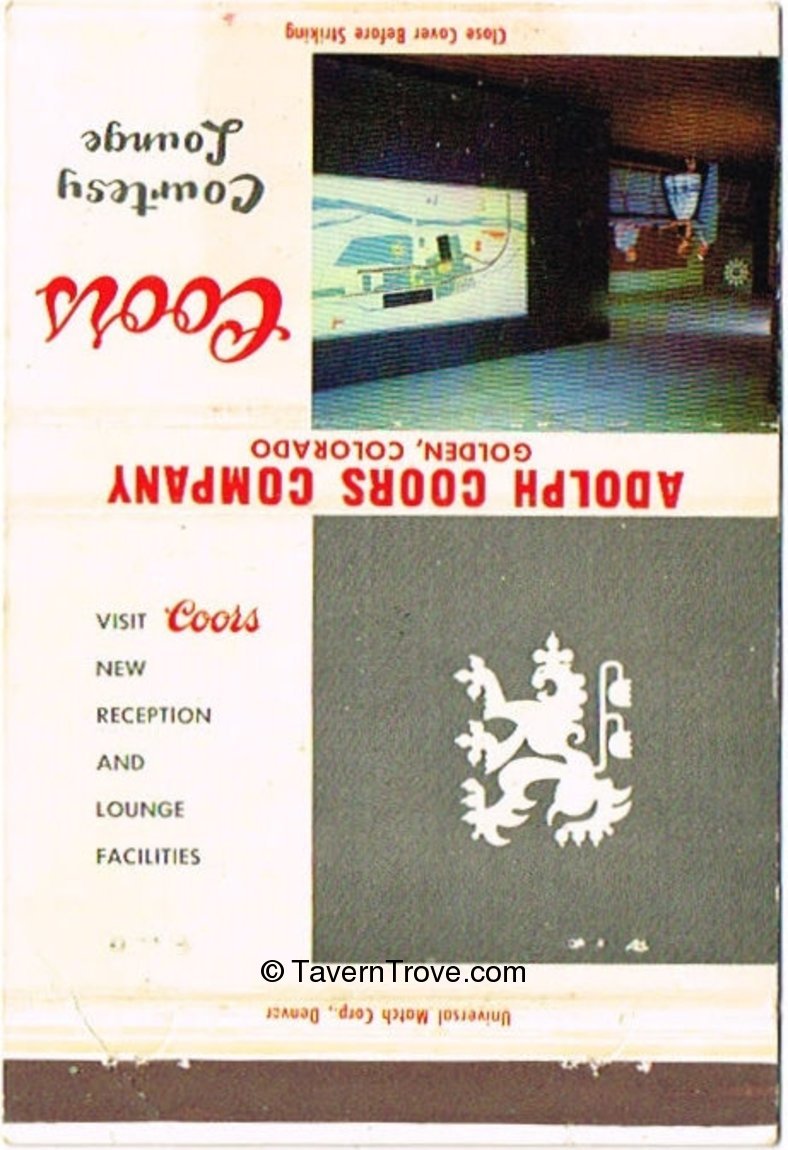 Close Cover Before Striking
Coors
Courtesy
Lounge
ADOLPH COORS COMPANY
GOLDEN, COLORADO
VISIT Coors
NEW
RECEPTION
AND
LOUNGE
FACILITIES
© TavernTrove.com
Universal Match Corp., Denver